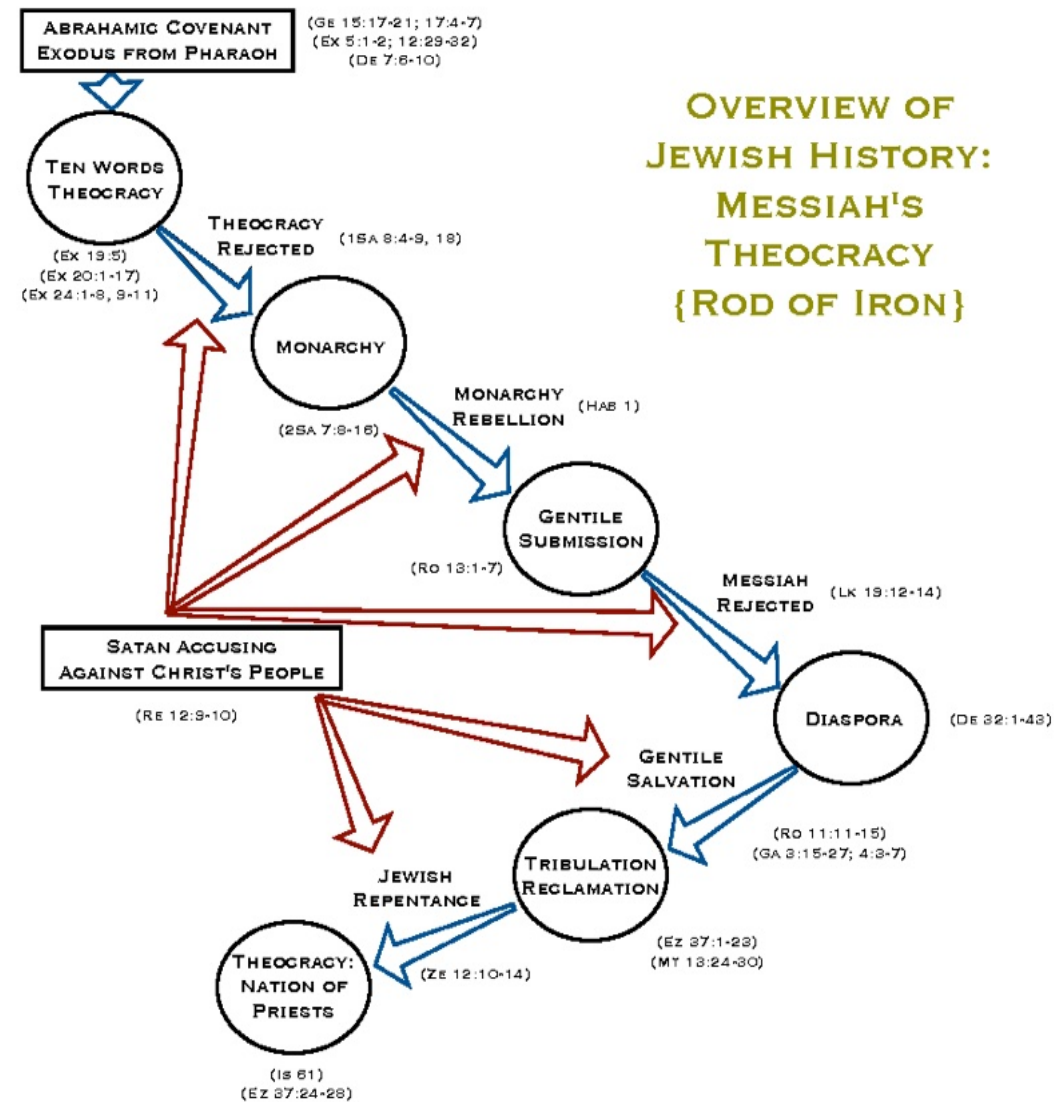 ABRAHAMIC COVENANT
EXODUS FROM PHARAOH
(GE 15:17-21; 17:4-7)
(EX 5:1-2; 12:29-32)
(DE 7:6-10)
OVERVIEW OF
JEWISH HISTORY:
MESSIAH'S
THEOCRACY
{ROD OF IRON}
TEN WORDS
THEOCRACY
(EX 19:5)
(EX 20:1-17)
(EX 24:1-8, 9-11)
THEOCRACY
REJECTED
(1SA 8:4-9, 18)
MONARCHY
(2SA 7:8-16)
MONARCHY
REBELLION
(HAB 1)
GENTILE
SUBMISSION
(RO 13:1-7)
MESSIAH
REJECTED
(LK 19:12-14)
SATAN ACCUSING
AGAINST CHRIST'S PEOPLE
(RE 12:9-10)
DIASPORA
(DE 32:1-43)
GENTILE
SALVATION
(RO 11:11-15)
(GA 3:15-27; 4:3-7)
TRIBULATION
RECLAMATION
(EZ 37:1-23)
(MT 13:24-30)
JEWISH
REPENTANCE
(ZE 12:10-14)
THEOCRACY:
NATION OF
PRIESTS
(IS 61)
(EZ 37:24-28)